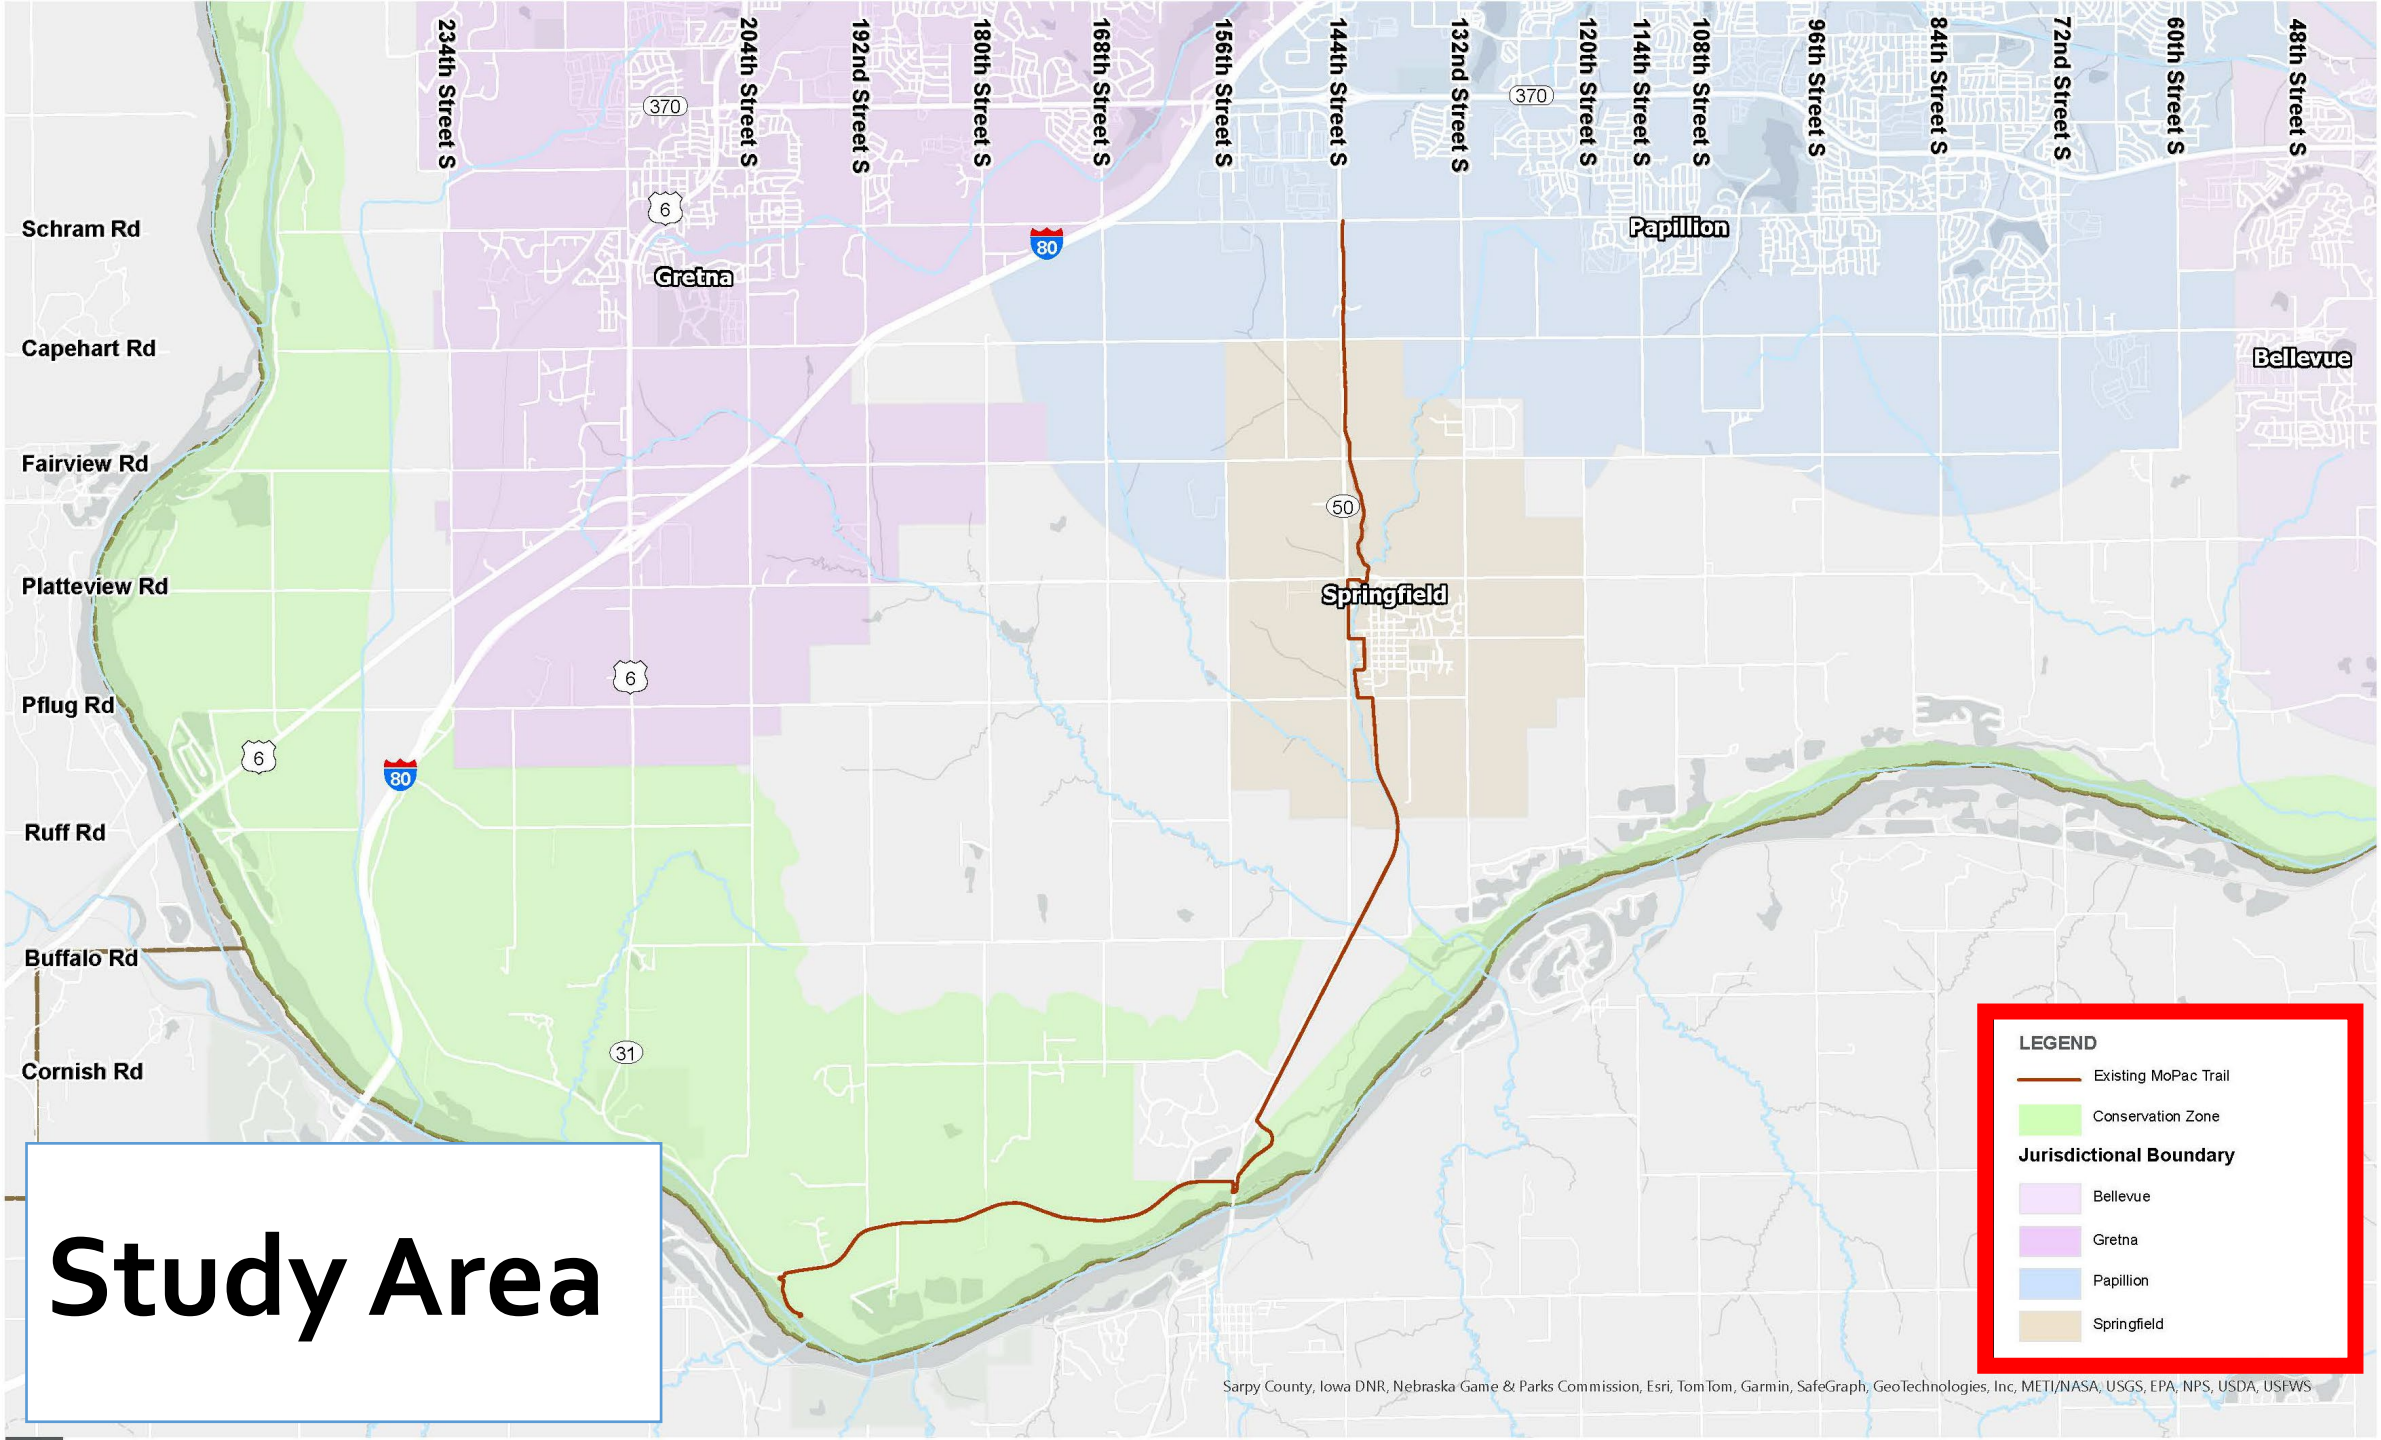 234th Street S
204th Street S
192nd Street S
180th Street S
168th Street S
156th Street S
144th Street S
132nd Street S
120th Street S
114th Street S
108th Street S
96th Street S
84th Street S
72nd Street S
60th Street S
48th Street S
370
370
6
Schram Rd
Papillion
80
Gretna
Capehart Rd
Bellevue
Fairview Rd
50
Platteview Rd
Springfield
6
Pflug Rd
6
80
Ruff Rd
Buffalo Rd
31
Cornish Rd
LEGEND
Existing MoPac Trail
Conservation Zone
Jurisdictional Boundary
Bellevue
Gretna
Papillion
Springfield
Study Area
Sarpy County, Iowa DNR, Nebraska Game & Parks Commission, Esri, TomTom, Garmin, SafeGraph, GeoTechnologies, Inc, METI/NASA, USGS, EPA, NPS, USDA, USFWS